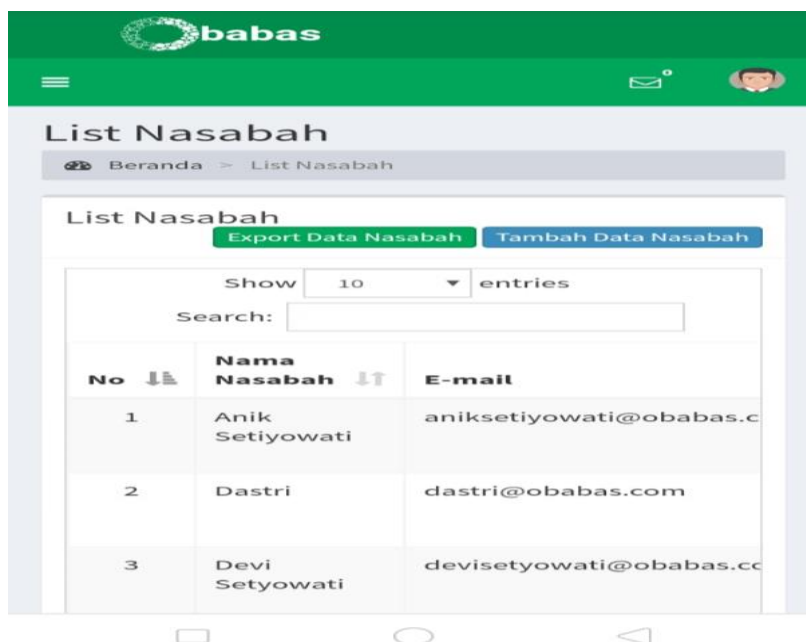 babas
0
List Nasabah
Beranda > List Nasabah
List Nasabah
Export Data Nasabah Tambah Data Nasabah
Show 10 entries
Search:
No Nama Nasabah E-mail
1 Anik Setiyowati aniksetiyowati@obabas.c
2 Dastri dastri@obabas.com
3 Devi Setyowati devisetyowati@obabas.cc